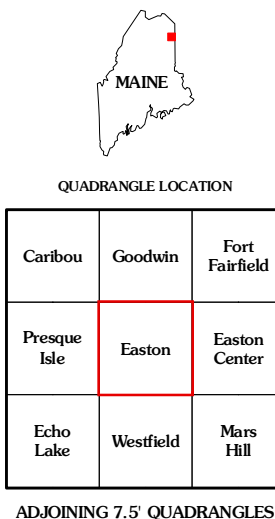 MAINE
QUADRANGLE LOCATION
Caribou
Goodwin
Fort
Fairfield
Presque
Isle
Easton
Easton
Center
Echo
Lake
Westfield
Mars
Hill
ADJOINING 7.5' QUADRANGLES